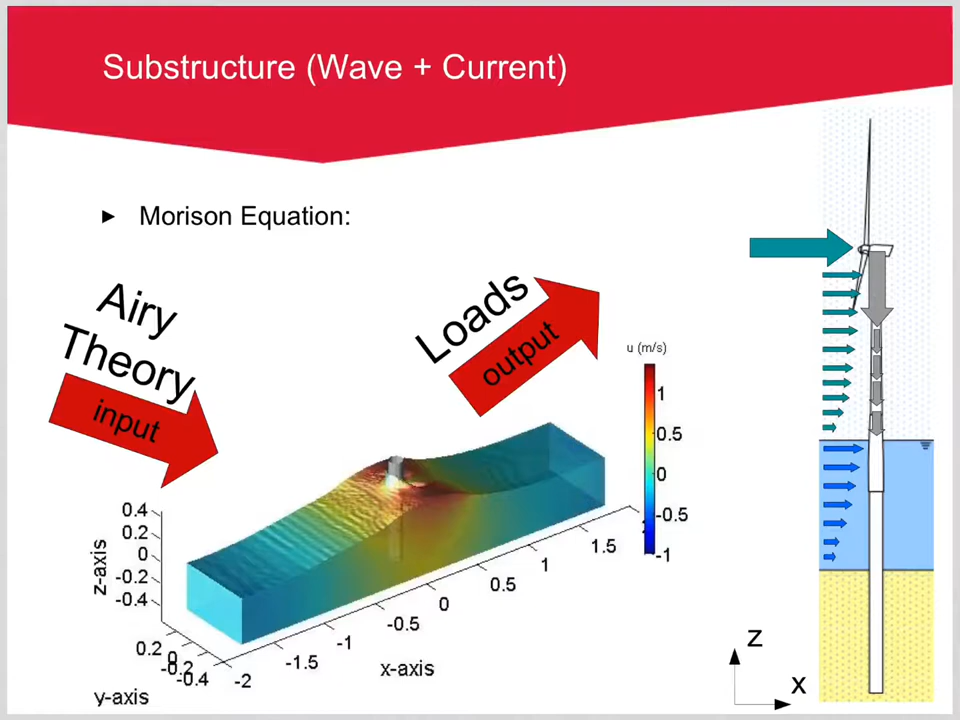 Substructure (Wave + Current)
► Morison Equation:
Airy
Theory
input
Loads
output
u (m/s)
1
0.5
0
-0.5
-1
0.4
0.2
0
-0.2
-0.4
z-axis
0.2
0
-0.2
-0.4
y-axis
-2
-1.5
-1
-0.5
0
0.5
1
1.5
x-axis
z
x